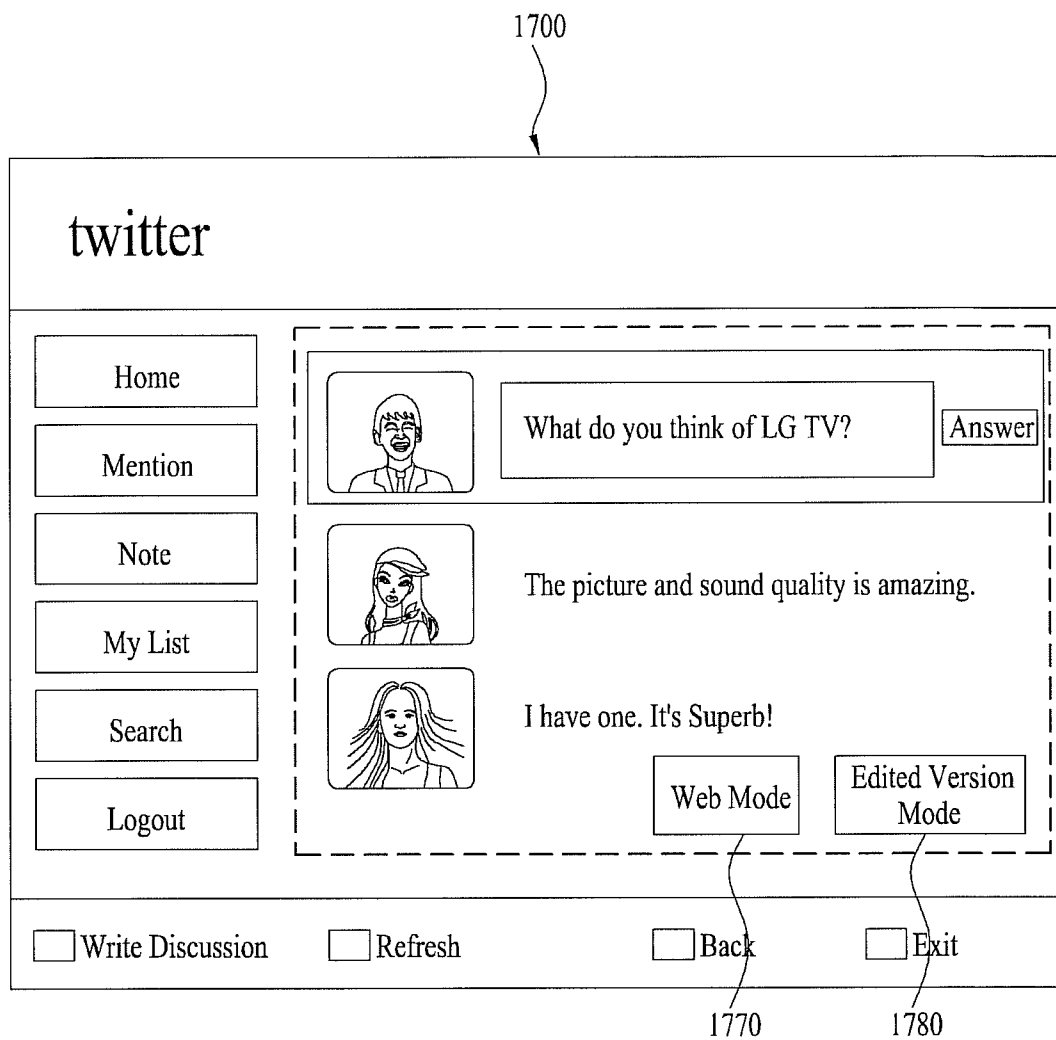 1700
twitter
Home
Mention
Note
My List
Search
Logout
What do you think of LG TV?
Answer
The picture and sound quality is amazing.
I have one. It's Superb!
Web Mode
Edited Version
Mode
Write Discussion
Refresh
Back
Exit
1770
1780